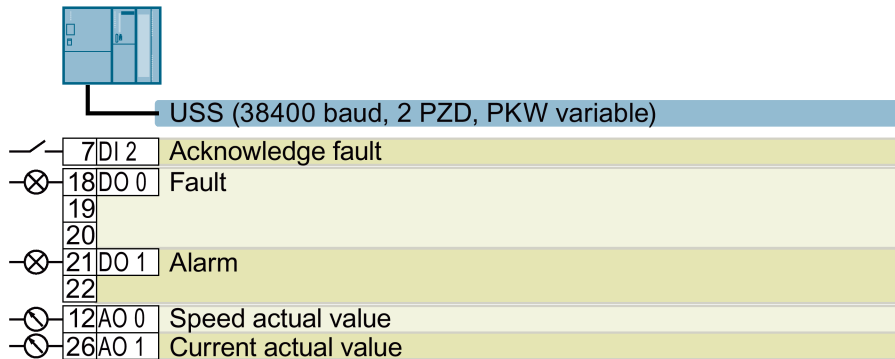 USS (38400 baud, 2 PZD, PKW variable)
7 DI 2 Acknowledge fault
18 DO 0 Fault
19
20
21 DO 1 Alarm
22
12 AO 0 Speed actual value
26 AO 1 Current actual value